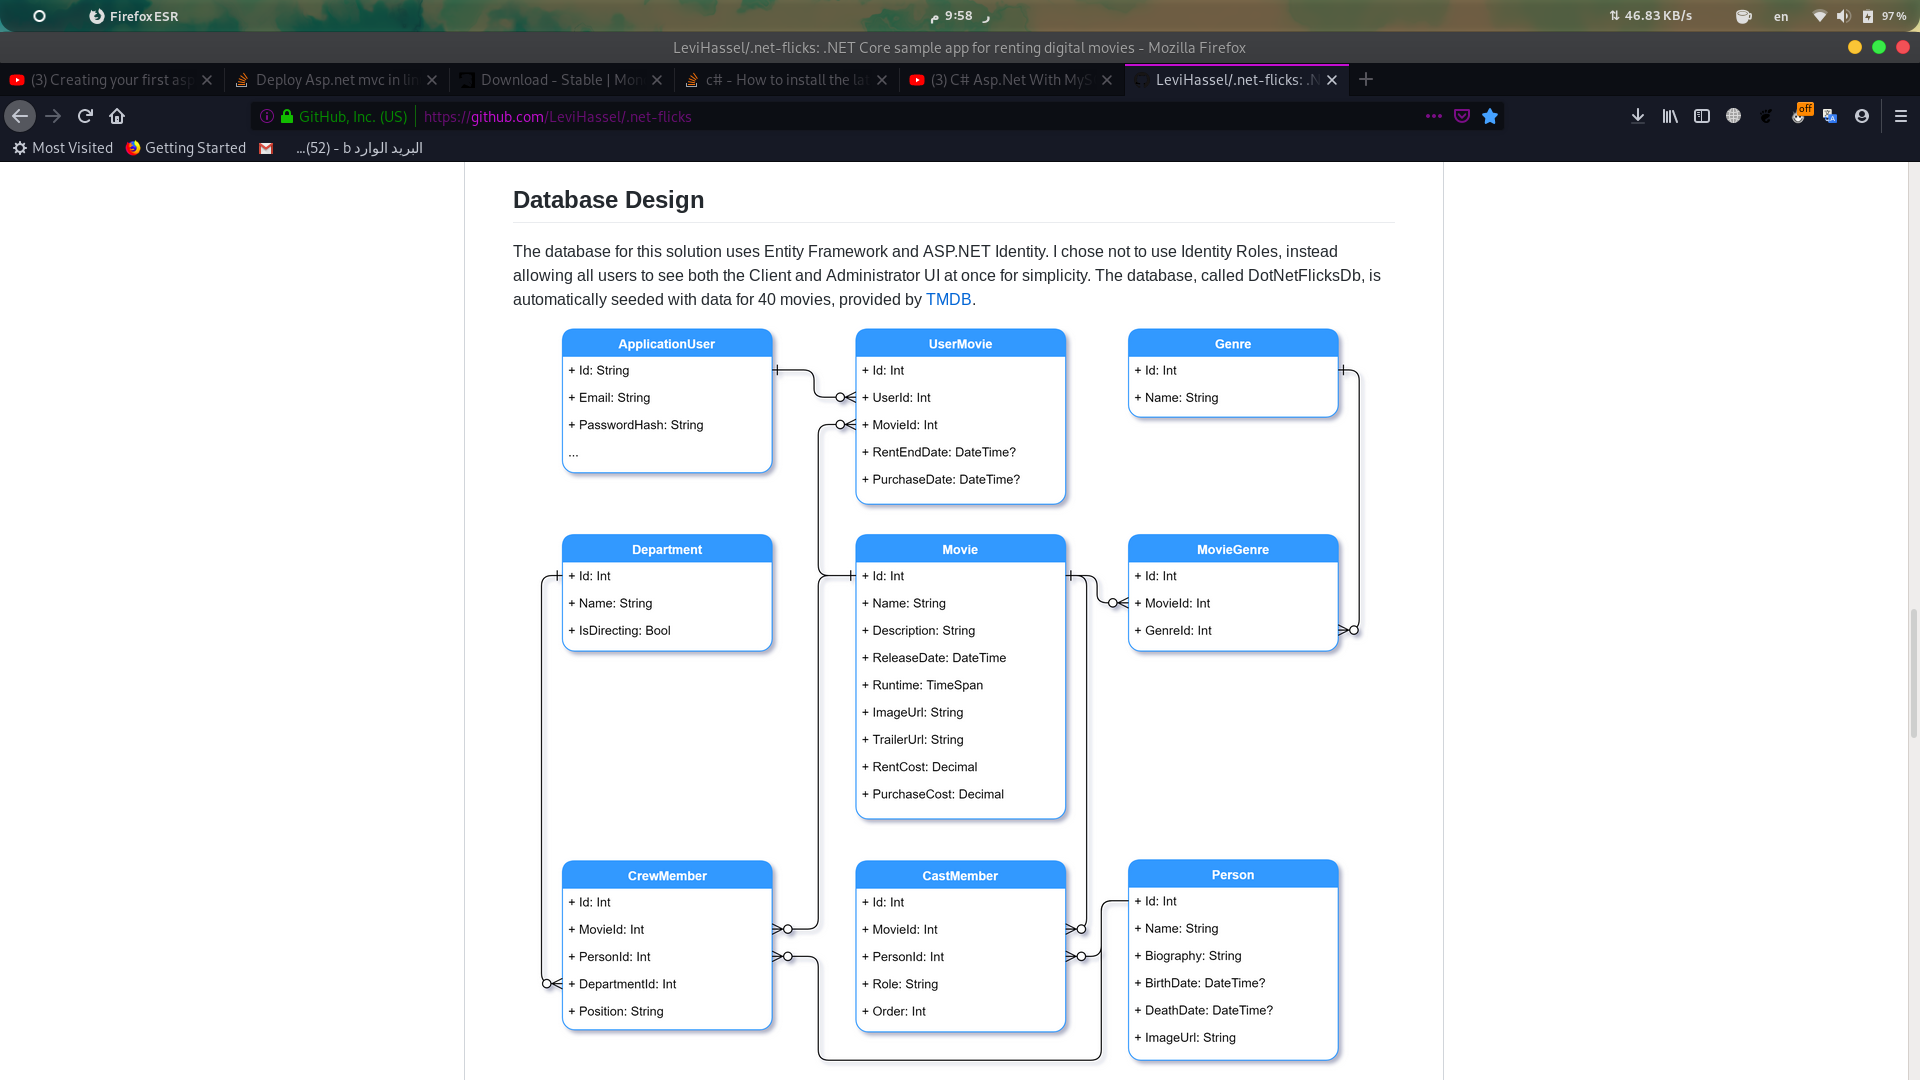 Firefox ESR
ر 9:58 م
46.83 KB/s
en
97 %
LeviHassel/.net-flicks: .NET Core sample app for renting digital movies - Mozilla Firefox
(3) Creating your first asp
Deploy Asp.net mvc in lin
Download - Stable | Mon
c# - How to install the la
(3) C# Asp.Net With MyS
LeviHassel/.net-flicks: .N
GitHub, Inc. (US)
https://github.com/LeviHassel/.net-flicks
off
Most Visited
Getting Started
البريد الوارد b - (52)...
Database Design
The database for this solution uses Entity Framework and ASP.NET Identity. I chose not to use Identity Roles, instead
allowing all users to see both the Client and Administrator UI at once for simplicity. The database, called DotNetFlicksDb, is
automatically seeded with data for 40 movies, provided by TMDB.
ApplicationUser
+ Id: String
+ Email: String
+ PasswordHash: String
...
UserMovie
+ Id: Int
+ UserId: Int
+ MovieId: Int
+ RentEndDate: DateTime?
+ PurchaseDate: DateTime?
Genre
+ Id: Int
+ Name: String
Department
+ Id: Int
+ Name: String
+ IsDirecting: Bool
Movie
+ Id: Int
+ Name: String
+ Description: String
+ ReleaseDate: DateTime
+ Runtime: TimeSpan
+ ImageUrl: String
+ TrailerUrl: String
+ RentCost: Decimal
+ PurchaseCost: Decimal
MovieGenre
+ Id: Int
+ MovieId: Int
+ GenreId: Int
CrewMember
+ Id: Int
+ MovieId: Int
+ PersonId: Int
+ DepartmentId: Int
+ Position: String
CastMember
+ Id: Int
+ MovieId: Int
+ PersonId: Int
+ Role: String
+ Order: Int
Person
+ Id: Int
+ Name: String
+ Biography: String
+ BirthDate: DateTime?
+ DeathDate: DateTime?
+ ImageUrl: String